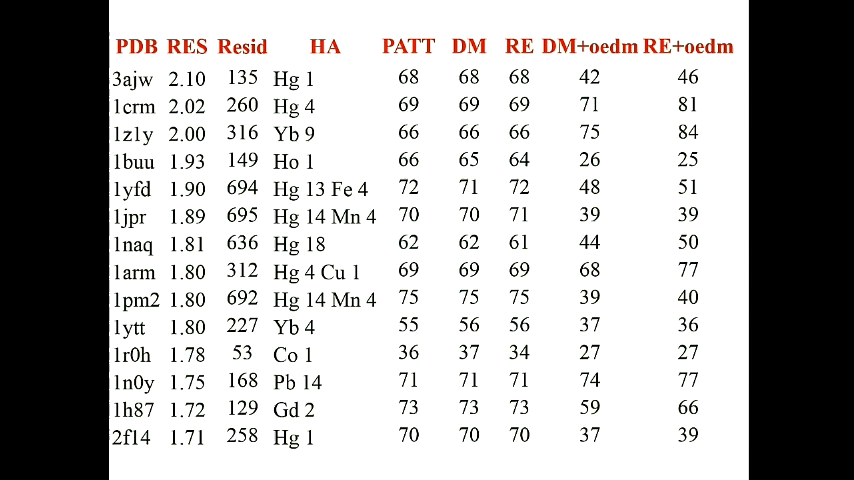 PDB RES Resid HA PATT DM RE DM+oedm RE+oedm
3ajw 2.10 135 Hg 1 68 68 68 42 46
1crm 2.02 260 Hg 4 69 69 69 71 81
1z1y 2.00 316 Yb 9 66 66 66 75 84
1buu 1.93 149 Ho 1 66 65 64 26 25
1yfd 1.90 694 Hg 13 Fe 4 72 71 72 48 51
1jpr 1.89 695 Hg 14 Mn 4 70 70 71 39 39
1naq 1.81 636 Hg 18 62 62 61 44 50
1arm 1.80 312 Hg 4 Cu 1 69 69 69 68 77
1pm2 1.80 692 Hg 14 Mn 4 75 75 75 39 40
1ytt 1.80 227 Yb 4 55 56 56 37 36
1r0h 1.78 53 Co 1 36 37 34 27 27
1n0y 1.75 168 Pb 14 71 71 71 74 77
1h87 1.72 129 Gd 2 73 73 73 59 66
2f14 1.71 258 Hg 1 70 70 70 37 39